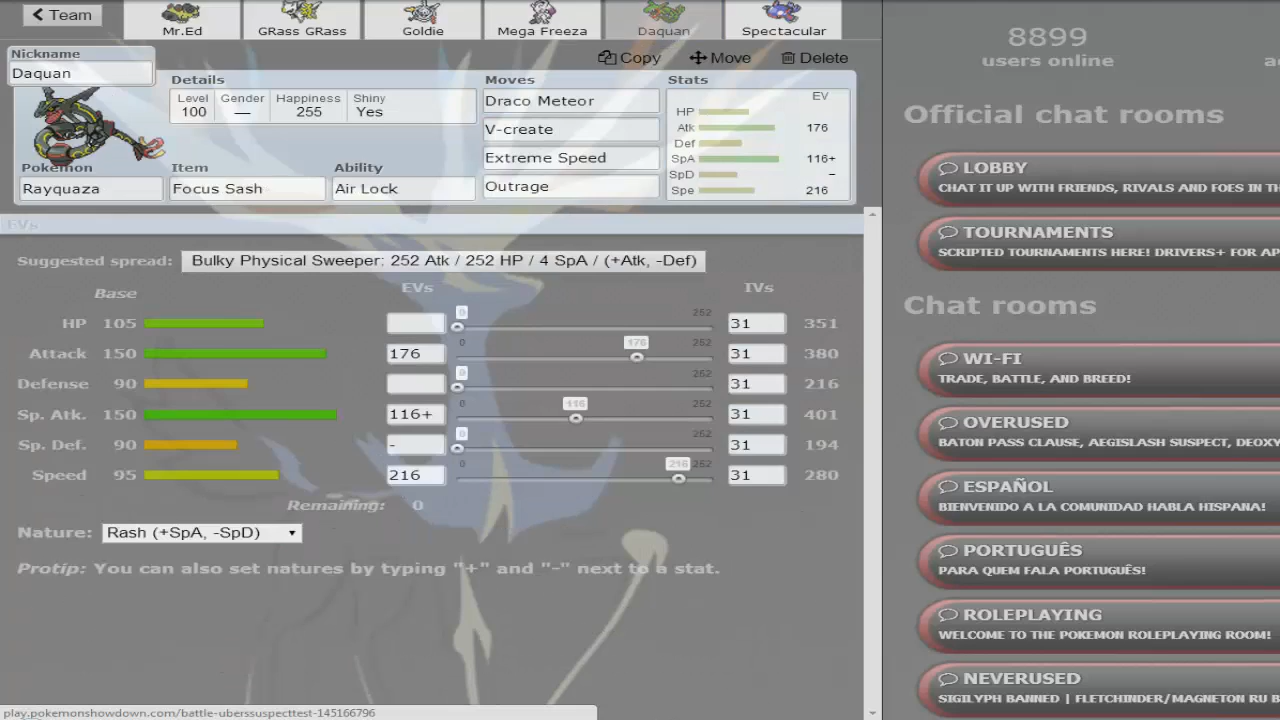 Team
Mr.Ed
GRass GRass
Goldie
Mega Freeza
Daquan
Spectacular
Nickname
Daquan
Copy
Move
Delete
Details
Level
100
Gender
—
Happiness
255
Shiny
Yes
Moves
Draco Meteor
V-create
Extreme Speed
Outrage
Stats
EV
HP
Atk 176
Def
SpA 116+
SpD -
Spe 216
Pokemon
Rayquaza
Item
Focus Sash
Ability
Air Lock
EVs
Suggested spread: Bulky Physical Sweeper: 252 Atk / 252 HP / 4 SpA / (+Atk, -Def)
Base EVs IVs
HP 105 0 252 31 351
Attack 150 176 0 176 252 31 380
Defense 90 0 252 31 216
Sp. Atk. 150 116+ 0 116 252 31 401
Sp. Def. 90 - 0 252 31 194
Speed 95 216 0 216 252 31 280
Remaining: 0
Nature: Rash (+SpA, -SpD)
Protip: You can also set natures by typing "+" and "-" next to a stat.
play.pokemonshowdown.com/battle-uberssuspecttest-145166796
8899
users online
Official chat rooms
LOBBY
CHAT IT UP WITH FRIENDS, RIVALS AND FOES IN TH
TOURNAMENTS
SCRIPTED TOURNAMENTS HERE! DRIVERS+ FOR AP
Chat rooms
WI-FI
TRADE, BATTLE, AND BREED!
OVERUSED
BATON PASS CLAUSE, AEGISLASH SUSPECT, DEOXY
ESPAÑOL
BIENVENIDO A LA COMUNIDAD HABLA HISPANA!
PORTUGUÊS
PARA QUEM FALA PORTUGUÊS!
ROLEPLAYING
WELCOME TO THE POKEMON ROLEPLAYING ROOM!
NEVERUSED
SIGILYPH BANNED | FLETCHINDER/MAGNETON RU B